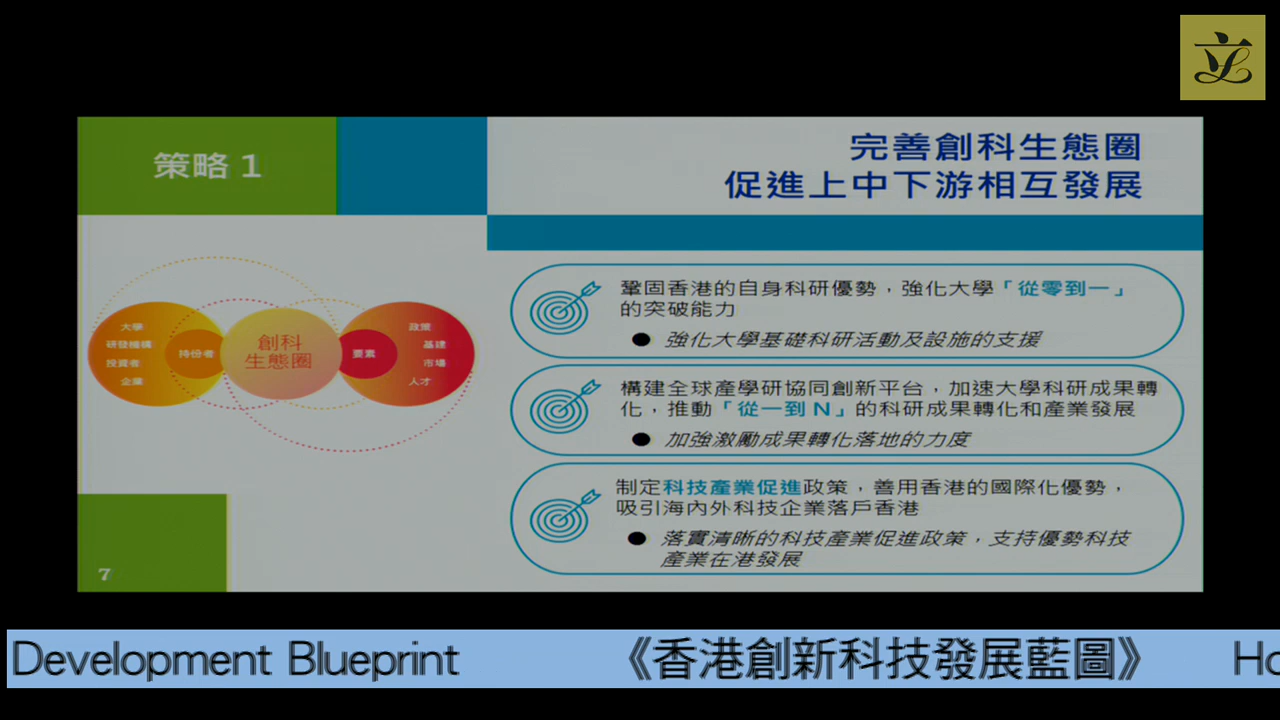 立
策略 1
完善創科生態圈
促進上中下游相互發展
大學
研發機構
投資者
企業
持份者
創科
生態圈
要素
政策
基建
市場
人才
鞏固香港的自身科研優勢，強化大學「從零到一」
的突破能力
● 強化大學基礎科研活動及設施的支援
構建全球產學研協同創新平台，加速大學科研成果轉
化，推動「從一到 N」的科研成果轉化和產業發展
● 加強激勵成果轉化落地的力度
制定科技產業促進政策，善用香港的國際化優勢，
吸引海內外科技企業落戶香港
● 落實清晰的科技產業促進政策，支持優勢科技
產業在港發展
7
Development Blueprint 《香港創新科技發展藍圖》 Ho